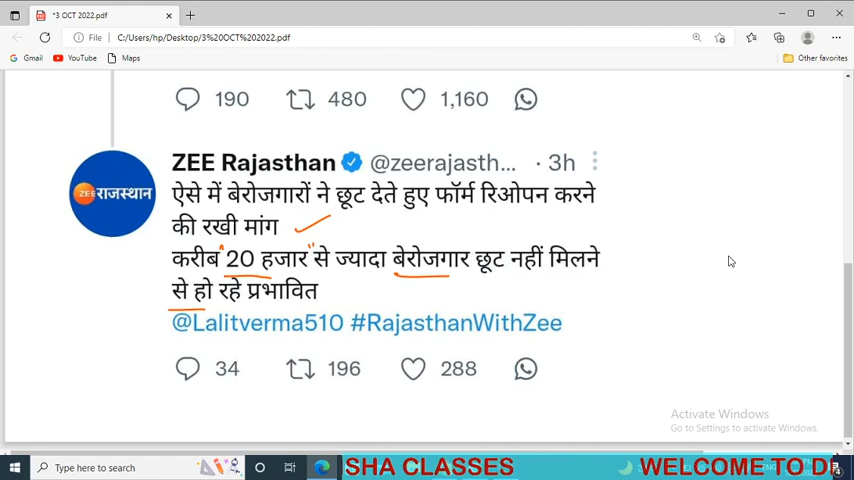 *3 OCT 2022.pdf
File
C:/Users/hp/Desktop/3%20OCT%202022.pdf
Gmail
YouTube
Maps
Other favorites
190
480
1,160
ZEE Rajasthan @zeerajasth... · 3h
ZEE राजस्थान
ऐसे में बेरोजगारों ने छूट देते हुए फॉर्म रिओपन करने
की रखी मांग
करीब 20 हजार से ज्यादा बेरोजगार छूट नहीं मिलने
से हो रहे प्रभावित
@Lalitverma510 #RajasthanWithZee
34
196
288
Activate Windows
Go to Settings to activate Windows.
Type here to search
SHA CLASSES
WELCOME TO D